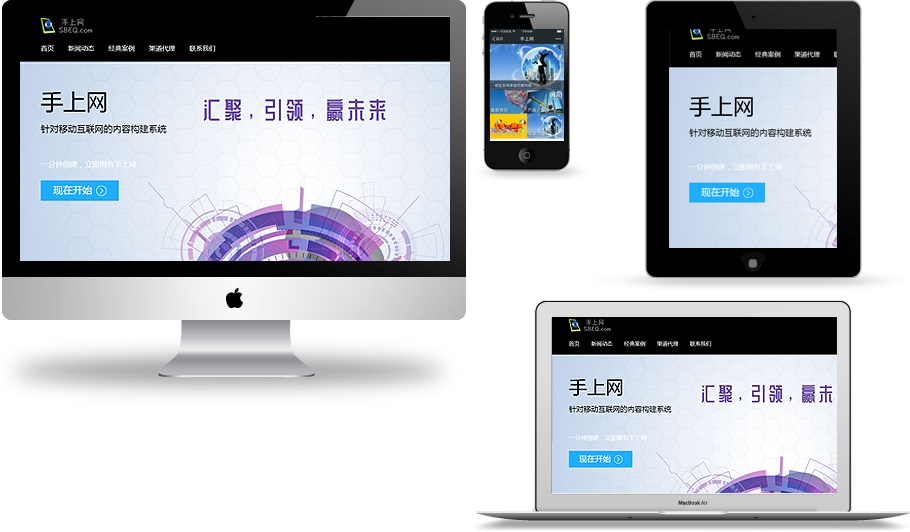 手上网
SBEQ.com
首页 新闻动态 经典案例 渠道代理 联系我们
手上网
针对移动互联网的内容构建系统
汇聚，引领，赢未来
一分钟创建，立即拥有手上网
现在开始
手上网
手上网
SBEQ.com
首页 新闻动态 经典案例 渠道代理
手上网
针对移动互联网的内容构建系统
一分钟创建，立即拥有手上网
现在开始
手上网
SBEQ.com
首页 新闻动态 经典案例 渠道代理 联系我们
手上网
针对移动互联网的内容构建系统
汇聚，引领，赢未
一分钟创建，立即拥有手上网
现在开始
MacBook Air